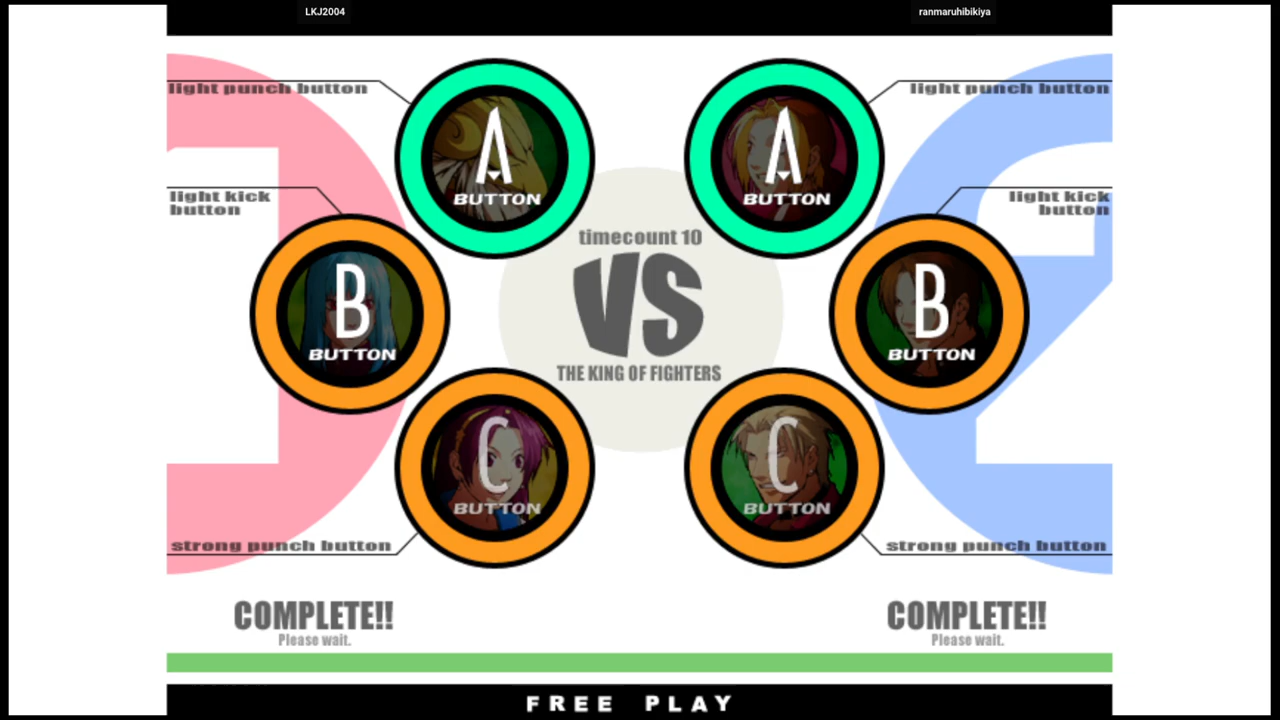 LKJ2004
ranmaruhibikiya
light punch button
light punch button
A
BUTTON
A
BUTTON
light kick
button
light kick
button
timecount 10
VS
THE KING OF FIGHTERS
B
BUTTON
B
BUTTON
C
BUTTON
C
BUTTON
strong punch button
strong punch button
1
2
COMPLETE!!
Please wait.
COMPLETE!!
Please wait.
FREE PLAY